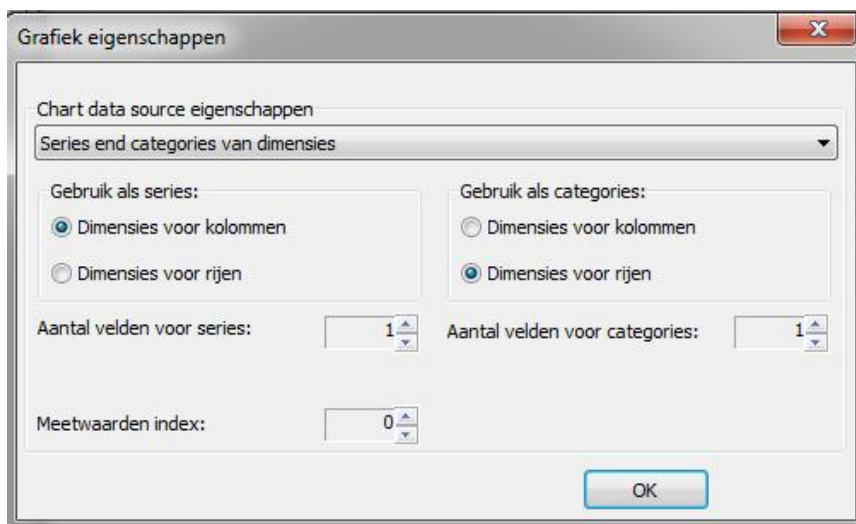 Grafiek eigenschappen
Chart data source eigenschappen
Series end categories van dimensies
Gebruik als series:
Dimensies voor kolommen
Dimensies voor rijen
Gebruik als categories:
Dimensies voor kolommen
Dimensies voor rijen
Aantal velden voor series: 1
Aantal velden voor categories: 1
Meetwaarden index: 0
OK